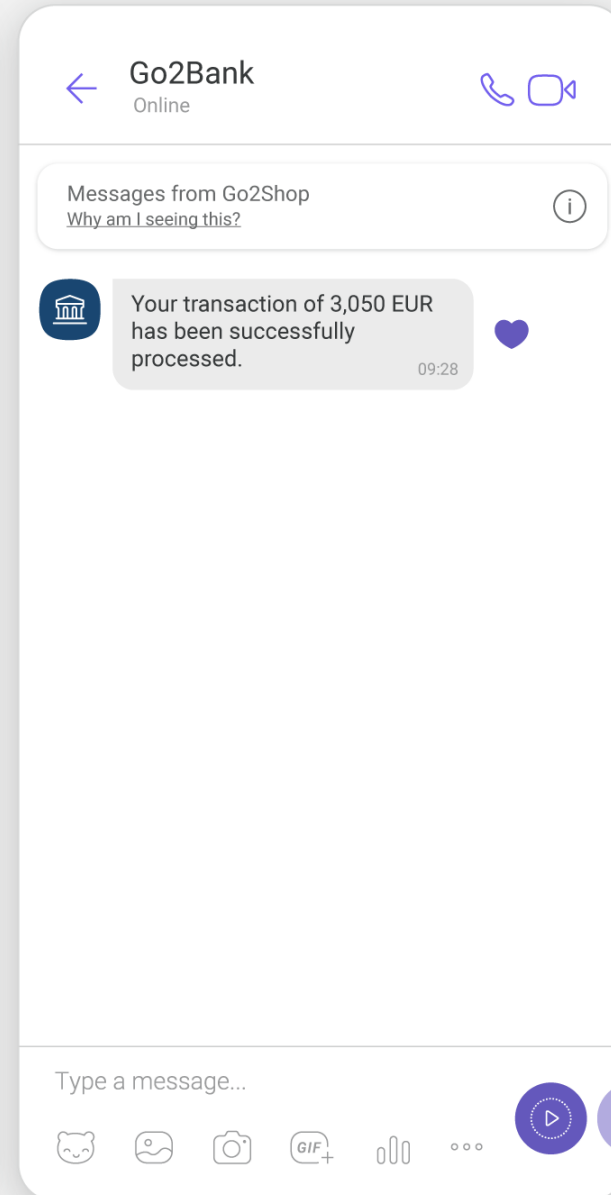 Go2Bank
Online
Messages from Go2Shop
Why am I seeing this?
Your transaction of 3,050 EUR
has been successfully
processed.
09:28
Type a message...
GIF